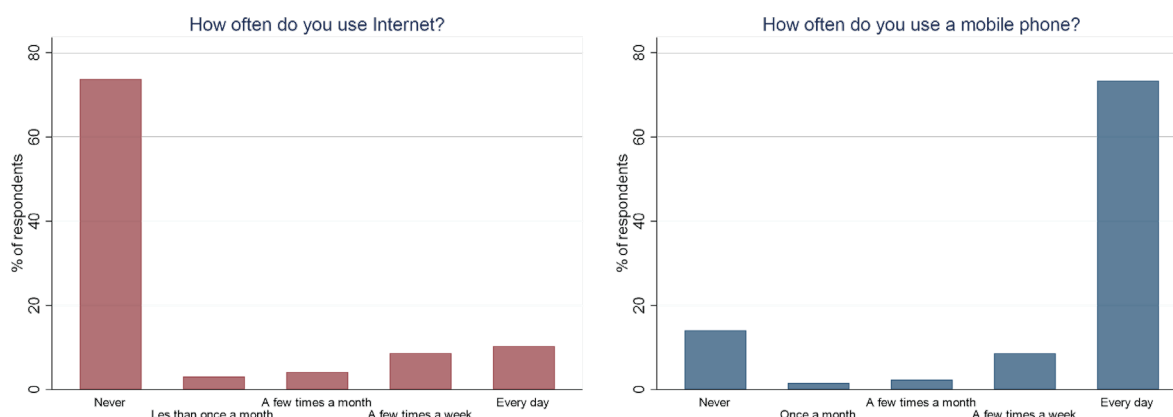 How often do you use Internet?
% of respondents
80
60
40
20
0
Never
Les than once a month
A few times a month
A few times a week
Every day
How often do you use a mobile phone?
% of respondents
80
60
40
20
0
Never
Once a month
A few times a month
A few times a week
Every day